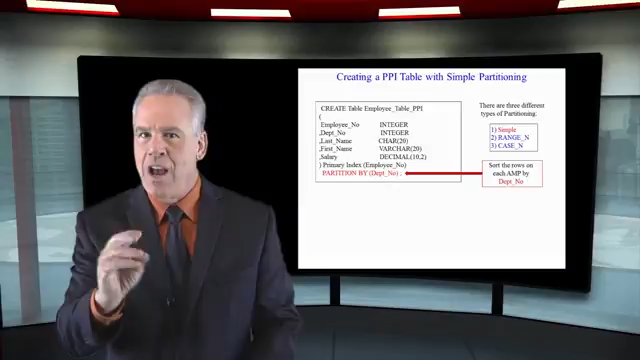 Creating a PPI Table with Simple Partitioning
CREATE Table Employee_Table_PPI
(
Employee_No INTEGER
,Dept_No INTEGER
,Last_Name CHAR(20)
,First_Name VARCHAR(20)
,Salary DECIMAL(10,2)
) Primary Index (Employee_No)
PARTITION BY (Dept_No) ;
There are three different
types of Partitioning:
1) Simple
2) RANGE_N
3) CASE_N
Sort the rows on
each AMP by
Dept_No